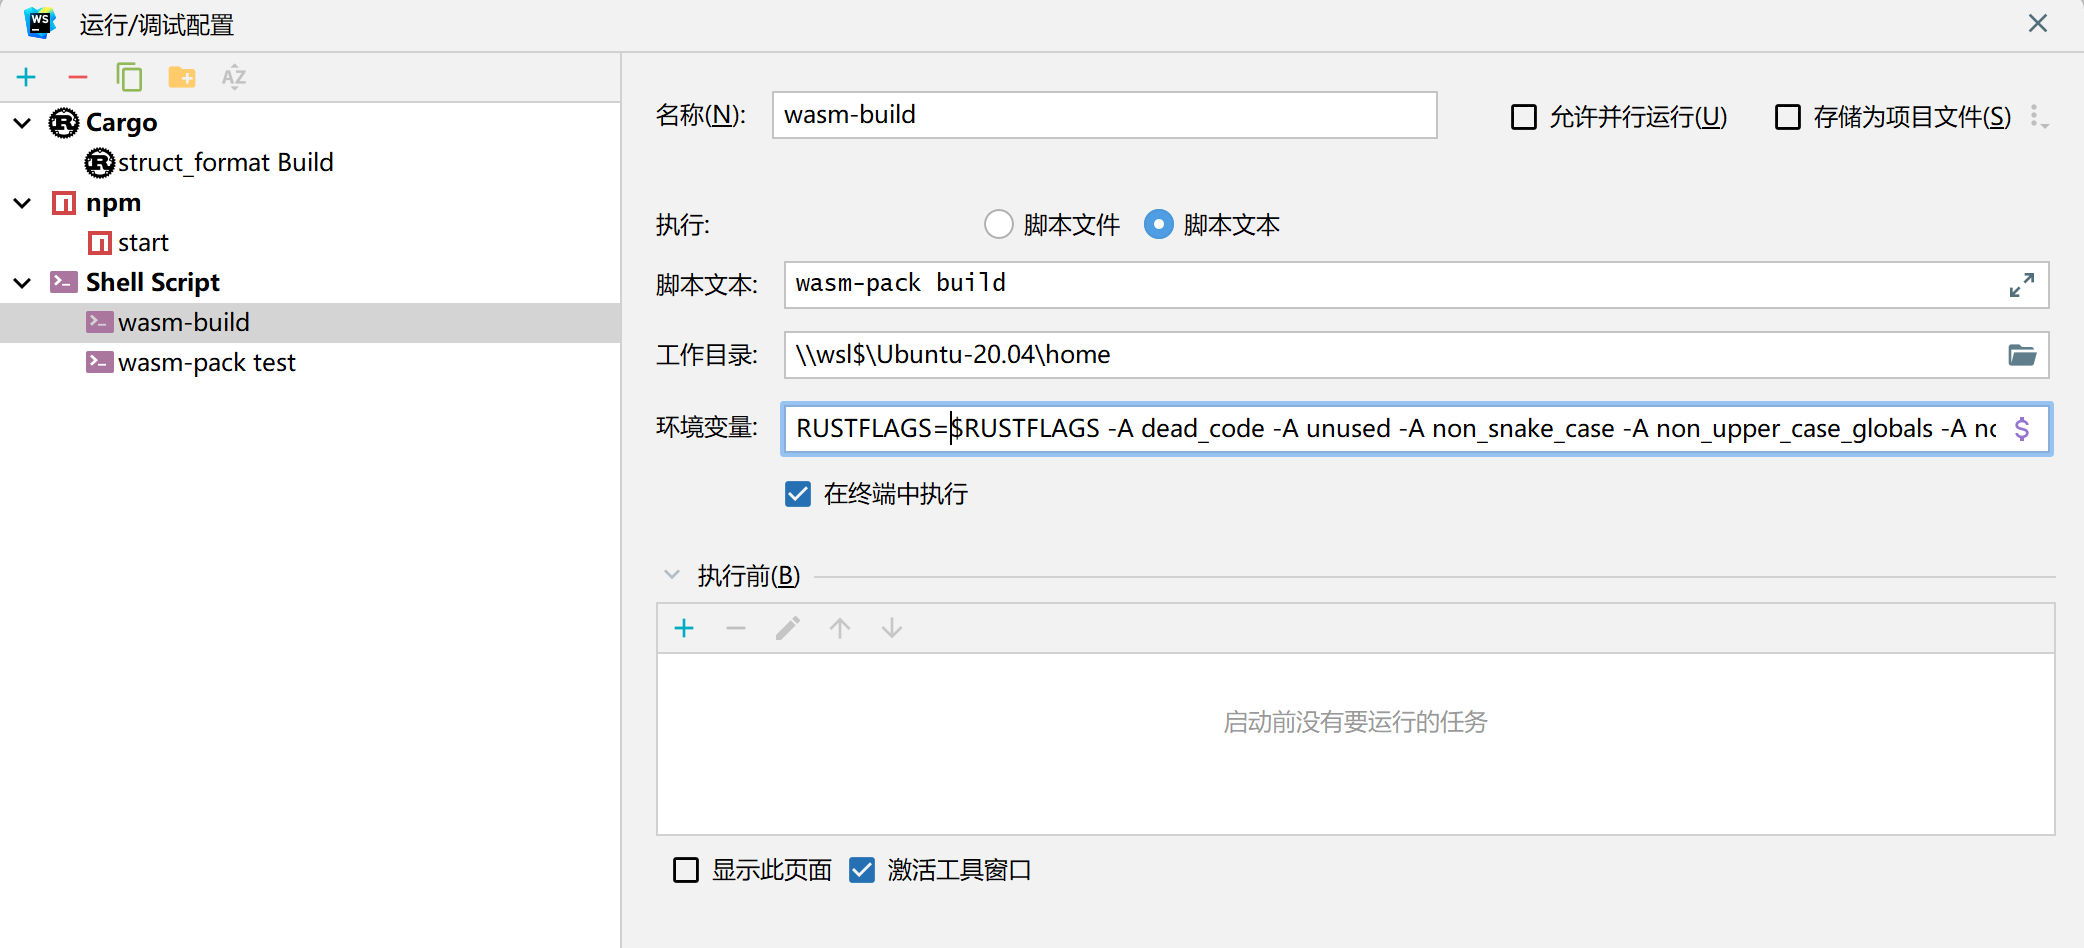 运行/调试配置
Cargo
struct_format Build
npm
start
Shell Script
wasm-build
wasm-pack test
名称(N): wasm-build 允许并行运行(U) 存储为项目文件(S)
执行: 脚本文件 脚本文本
脚本文本: wasm-pack build
工作目录: \\wsl$\Ubuntu-20.04\home
环境变量: RUSTFLAGS=$RUSTFLAGS -A dead_code -A unused -A non_snake_case -A non_upper_case_globals -A
在终端中执行
执行前(B)
启动前没有要运行的任务
显示此页面 激活工具窗口